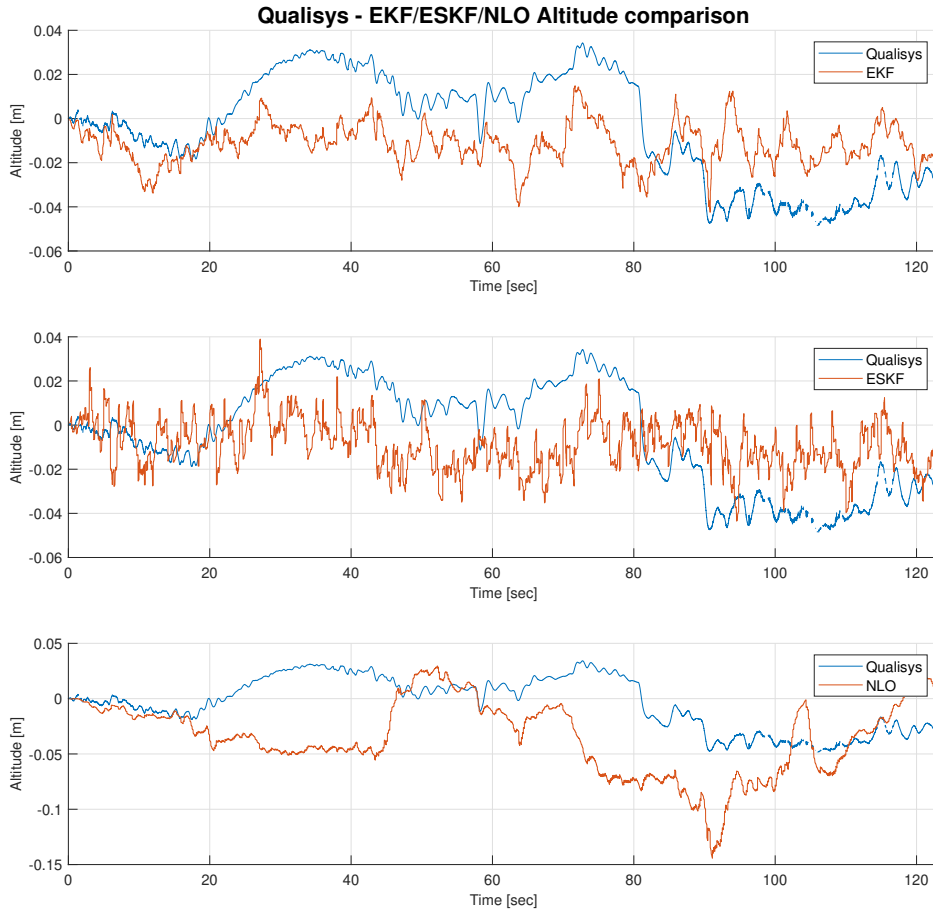 Qualisys - EKF/ESKF/NLO Altitude comparison
0.04
0.02
0
-0.02
-0.04
-0.06
Altitude [m]
Qualisys
EKF
0 20 40 60 80 100 120
Time [sec]
0.04
0.02
0
-0.02
-0.04
-0.06
Altitude [m]
Qualisys
ESKF
0 20 40 60 80 100 120
Time [sec]
0.05
0
-0.05
-0.1
-0.15
Altitude [m]
Qualisys
NLO
0 20 40 60 80 100 120
Time [sec]